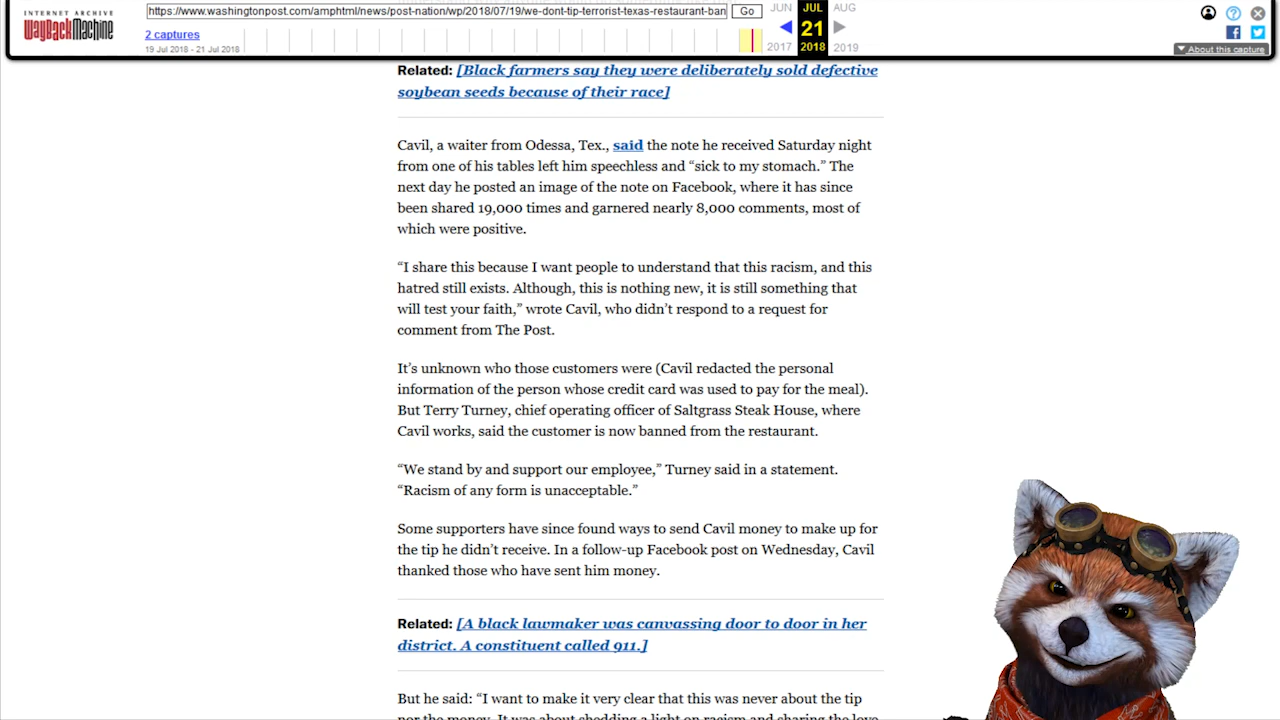 INTERNET ARCHIVE
WayBackMachine
https://www.washingtonpost.com/amphtml/news/post-nation/wp/2018/07/19/we-dont-tip-terrorist-texas-restaurant-ban
Go
JUN
JUL
AUG
2 captures
21
19 Jul 2018 - 21 Jul 2018
2017
2018
2019
About this capture
Related: [Black farmers say they were deliberately sold defective
soybean seeds because of their race]
Cavil, a waiter from Odessa, Tex., said the note he received Saturday night
from one of his tables left him speechless and “sick to my stomach.” The
next day he posted an image of the note on Facebook, where it has since
been shared 19,000 times and garnered nearly 8,000 comments, most of
which were positive.
“I share this because I want people to understand that this racism, and this
hatred still exists. Although, this is nothing new, it is still something that
will test your faith,” wrote Cavil, who didn’t respond to a request for
comment from The Post.
It’s unknown who those customers were (Cavil redacted the personal
information of the person whose credit card was used to pay for the meal).
But Terry Turney, chief operating officer of Saltgrass Steak House, where
Cavil works, said the customer is now banned from the restaurant.
“We stand by and support our employee,” Turney said in a statement.
“Racism of any form is unacceptable.”
Some supporters have since found ways to send Cavil money to make up for
the tip he didn’t receive. In a follow-up Facebook post on Wednesday, Cavil
thanked those who have sent him money.
Related: [A black lawmaker was canvassing door to door in her
district. A constituent called 911.]
But he said: “I want to make it very clear that this was never about the tip
nor the money. It was about shedding a light on racism and sharing the love